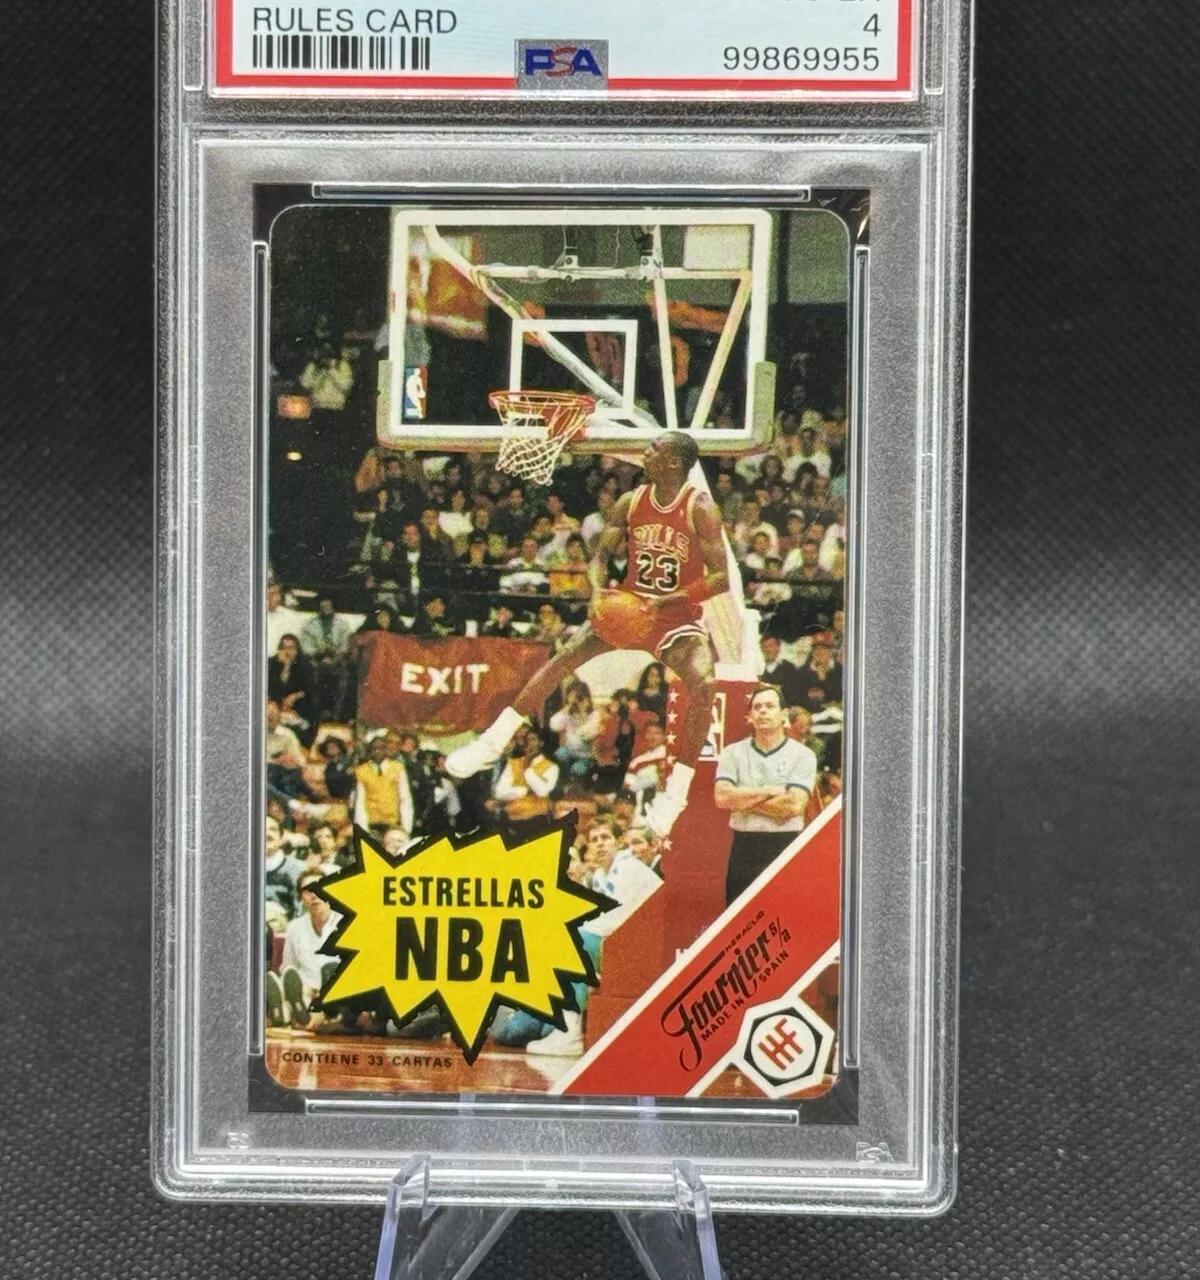 RULES CARD
4
PSA
99869955
BULLS
23
EXIT
ESTRELLAS
NBA
HERACLIO
Fournier s/a
MADE IN SPAIN
HF
CONTIENE 33 CARTAS